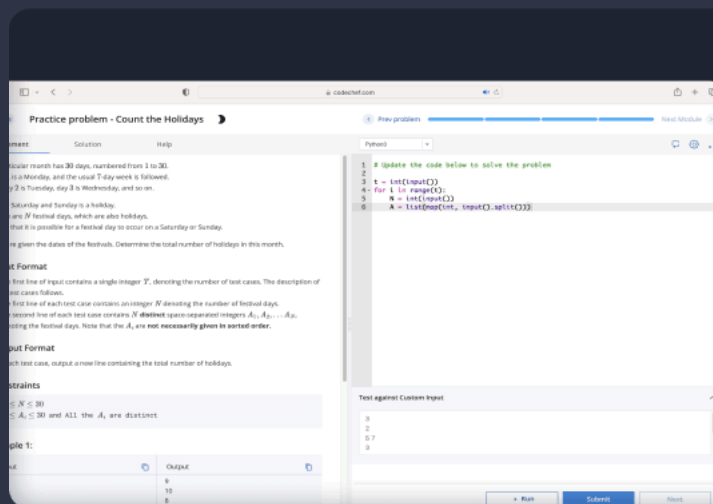 codechef.com
Practice problem - Count the Holidays
Prev problem
Next Module
Solution
Help
Python3
month has 30 days, numbered from 1 to 30.
is a Monday, and the usual 7-day week is followed.
2 is Tuesday, day 3 is Wednesday, and so on.
Saturday and Sunday is a holiday.
are N festival days, which are also holidays.
that it is possible for a festival day to occur on a Saturday or Sunday.
given the dates of the festivals. Determine the total number of holidays in this month.
Format
first line of input contains a single integer T, denoting the number of test cases. The description of
cases follows.
first line of each test case contains an integer N denoting the number of festival days.
second line of each test case contains N distinct space-separated integers A₁, A₂, . . . Aₙ,
the festival days. Note that the Aᵢ are not necessarily given in sorted order.
Format
test case, output a new line containing the total number of holidays.
≤ N ≤ 30
≤ Aᵢ ≤ 30 and All the Aᵢ are distinct
1:
Output
9
10
8
1 # Update the code below to solve the problem
2
3 t = int(input())
4 for i in range(t):
5 N = int(input())
6 A = list(map(int, input().split()))
Test against Custom Input
3
2
5 7
3
Run
Submit
Next